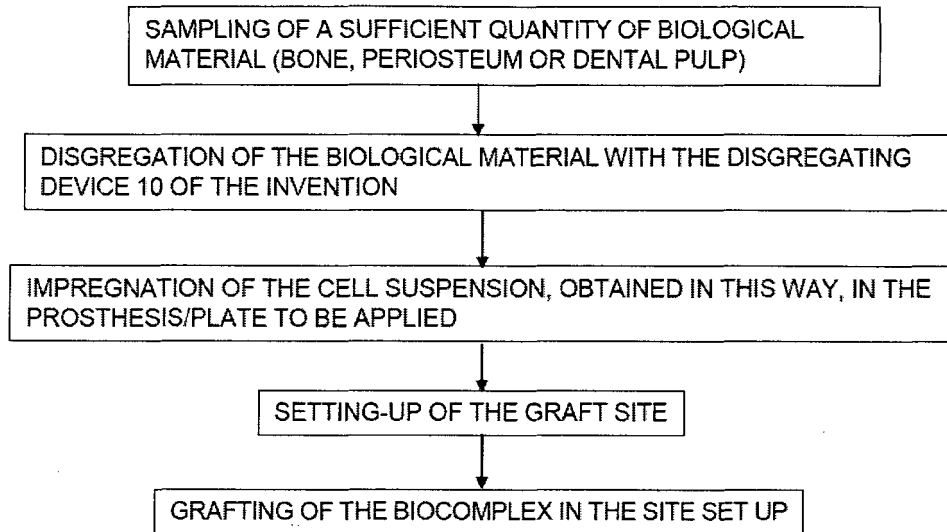 SAMPLING OF A SUFFICIENT QUANTITY OF BIOLOGICAL
MATERIAL (BONE, PERIOSTEUM OR DENTAL PULP)
DISGREGATION OF THE BIOLOGICAL MATERIAL WITH THE DISGREGATING
DEVICE 10 OF THE INVENTION
IMPREGNATION OF THE CELL SUSPENSION, OBTAINED IN THIS WAY, IN THE
PROSTHESIS/PLATE TO BE APPLIED
SETTING-UP OF THE GRAFT SITE
GRAFTING OF THE BIOCOMPLEX IN THE SITE SET UP